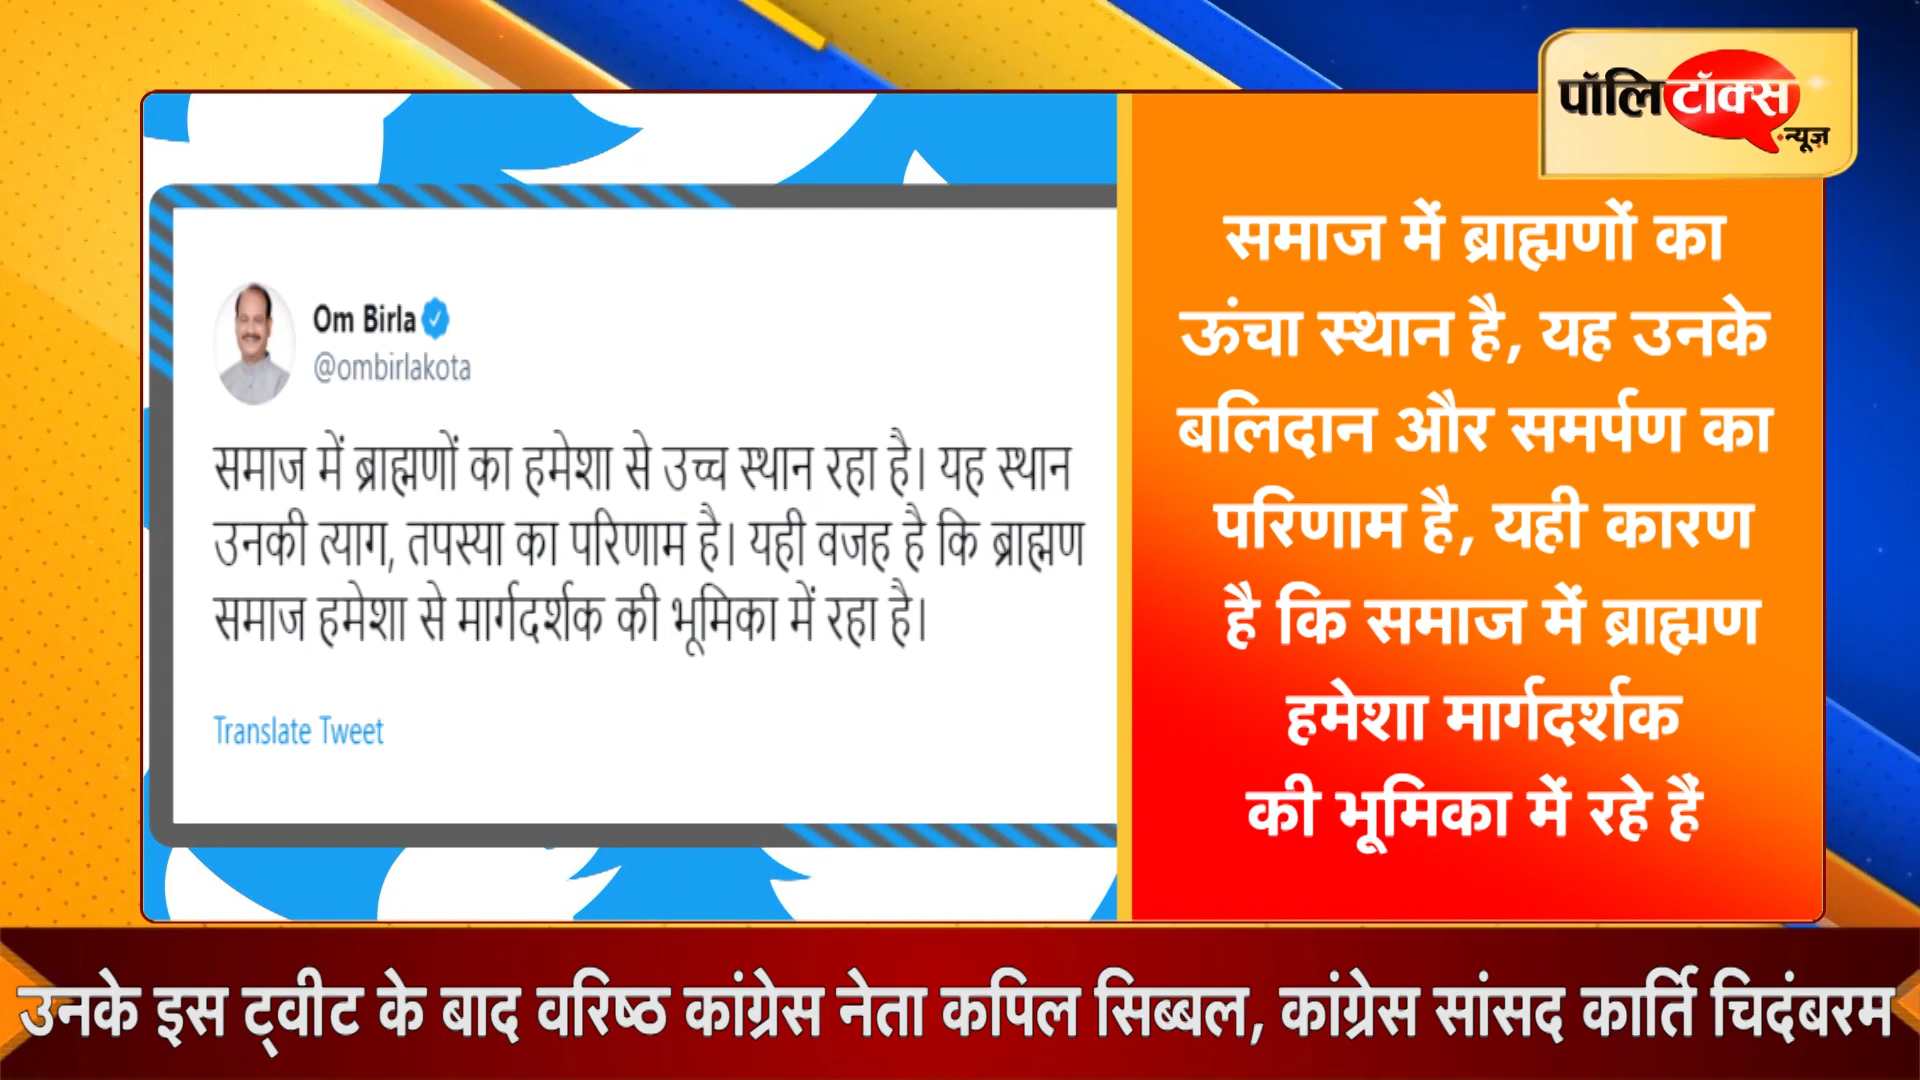 पॉलिटॉक्स
न्यूज़
Om Birla
@ombirlakota
समाज में ब्राह्मणों का हमेशा से उच्च स्थान रहा है। यह स्थान
उनकी त्याग, तपस्या का परिणाम है। यही वजह है कि ब्राह्मण
समाज हमेशा से मार्गदर्शक की भूमिका में रहा है।
Translate Tweet
समाज में ब्राह्मणों का
ऊंचा स्थान है, यह उनके
बलिदान और समर्पण का
परिणाम है, यही कारण
है कि समाज में ब्राह्मण
हमेशा मार्गदर्शक
की भूमिका में रहे हैं
उनके इस ट्वीट के बाद वरिष्ठ कांग्रेस नेता कपिल सिब्बल, कांग्रेस सांसद कार्ति चिदंबरम